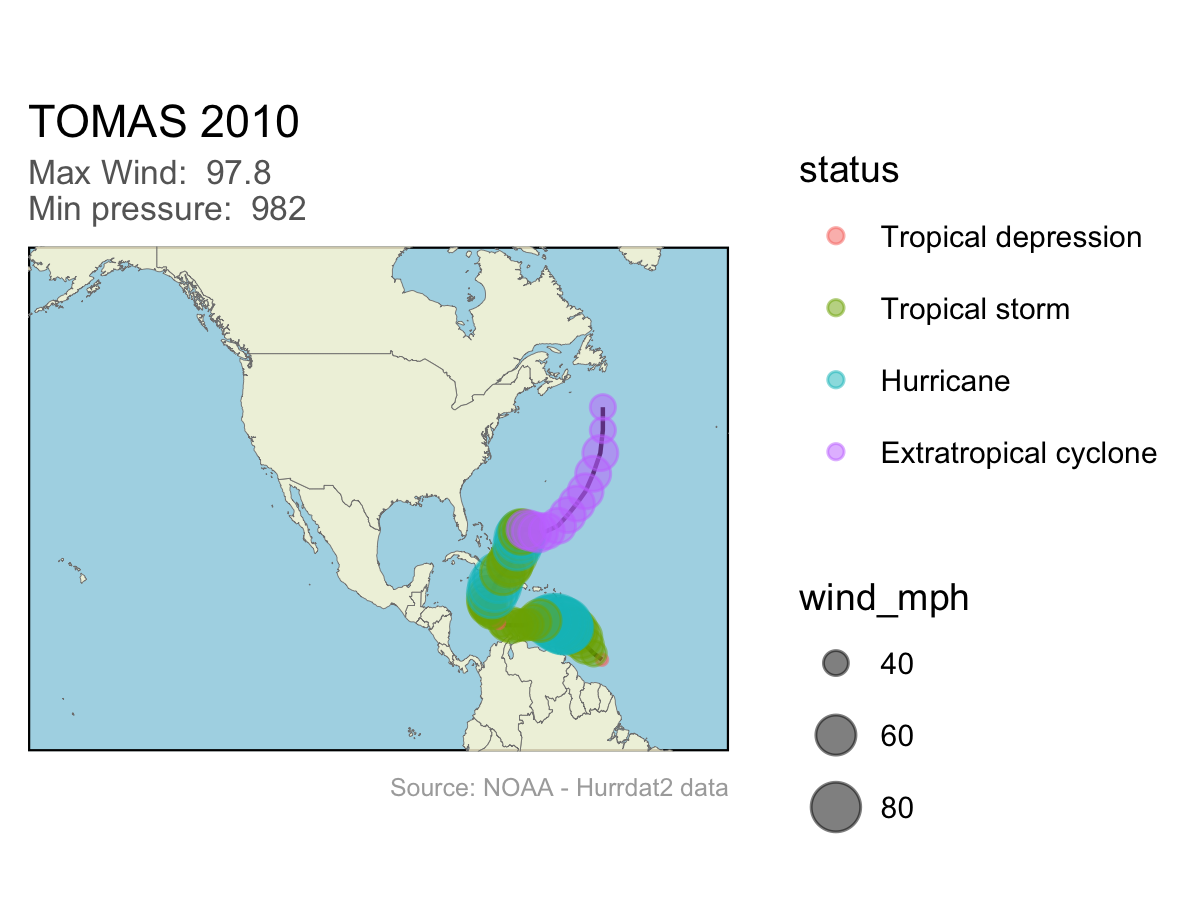 TOMAS 2010
Max Wind:  97.8
Min pressure:  982
status
Tropical depression
Tropical storm
Hurricane
Extratropical cyclone
wind_mph
40
60
80
Source: NOAA - Hurrdat2 data